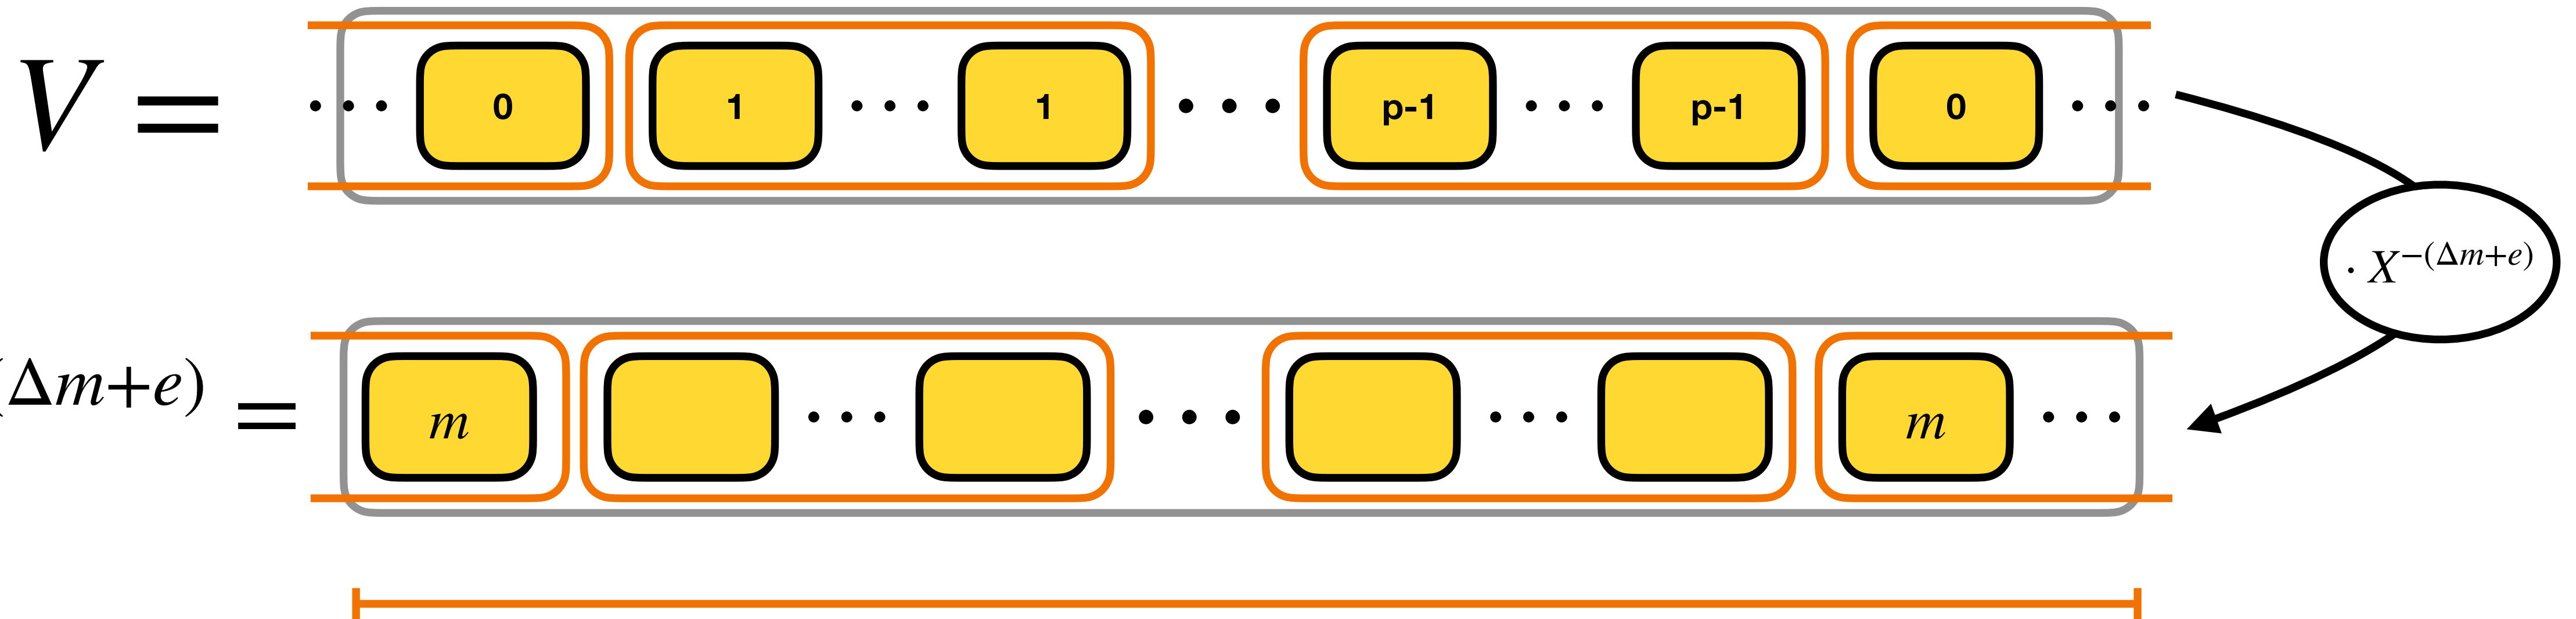 V = ··· 0 1 ··· 1 ··· p-1 ··· p-1 0 ···
· X^{-(Δm+e)}
(Δm+e) = m ··· ··· ··· m ···